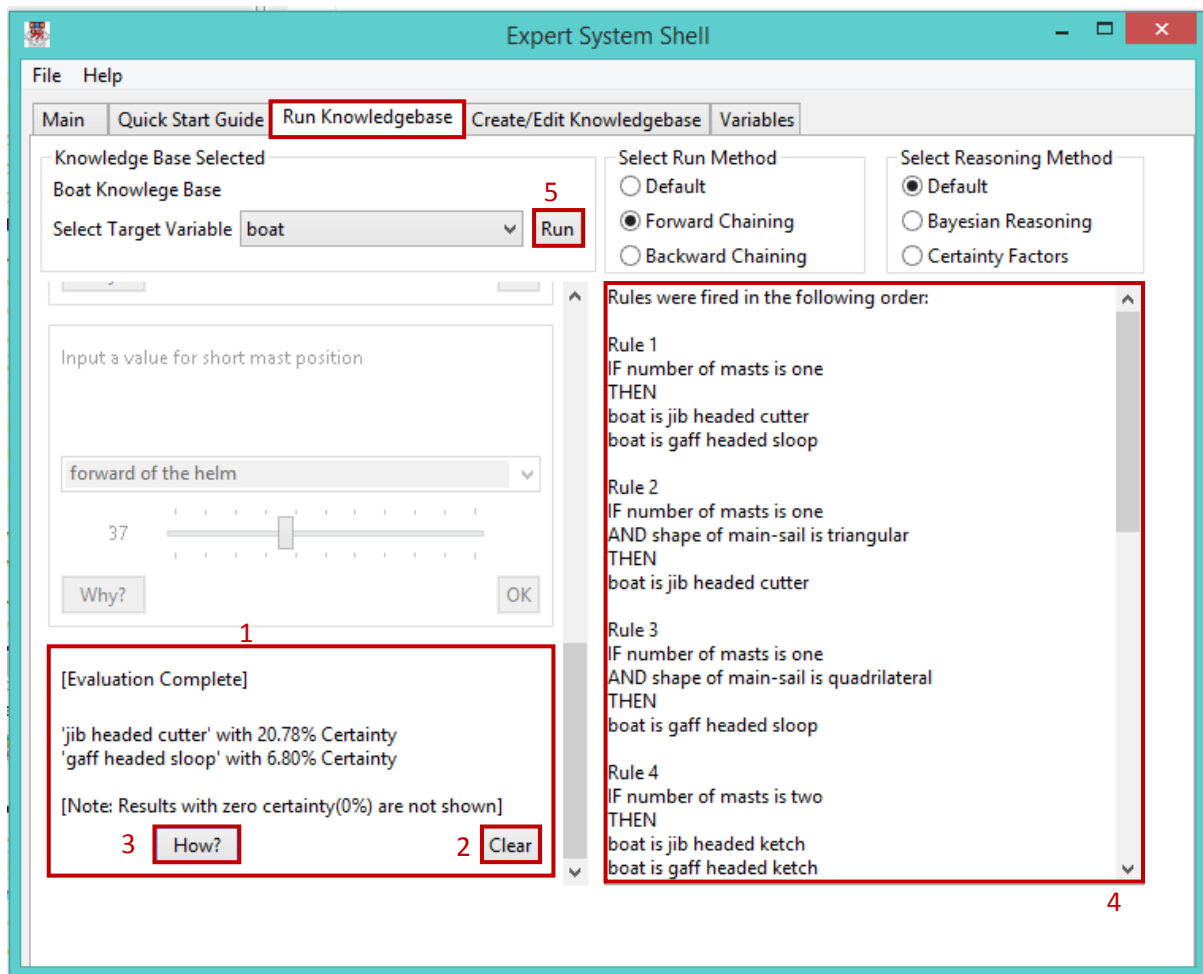 Expert System Shell
File Help
Main Quick Start Guide Run Knowledgebase Create/Edit Knowledgebase Variables
Knowledge Base Selected
Boat Knowlege Base
Select Target Variable boat Run
5
Select Run Method
Default
Forward Chaining
Backward Chaining
Select Reasoning Method
Default
Bayesian Reasoning
Certainty Factors
Input a value for short mast position
forward of the helm
37
Why? OK
1
[Evaluation Complete]
'jib headed cutter' with 20.78% Certainty
'gaff headed sloop' with 6.80% Certainty
[Note: Results with zero certainty(0%) are not shown]
3 How? 2 Clear
Rules were fired in the following order:
Rule 1
IF number of masts is one
THEN
boat is jib headed cutter
boat is gaff headed sloop
Rule 2
IF number of masts is one
AND shape of main-sail is triangular
THEN
boat is jib headed cutter
Rule 3
IF number of masts is one
AND shape of main-sail is quadrilateral
THEN
boat is gaff headed sloop
Rule 4
IF number of masts is two
THEN
boat is jib headed ketch
boat is gaff headed ketch
4